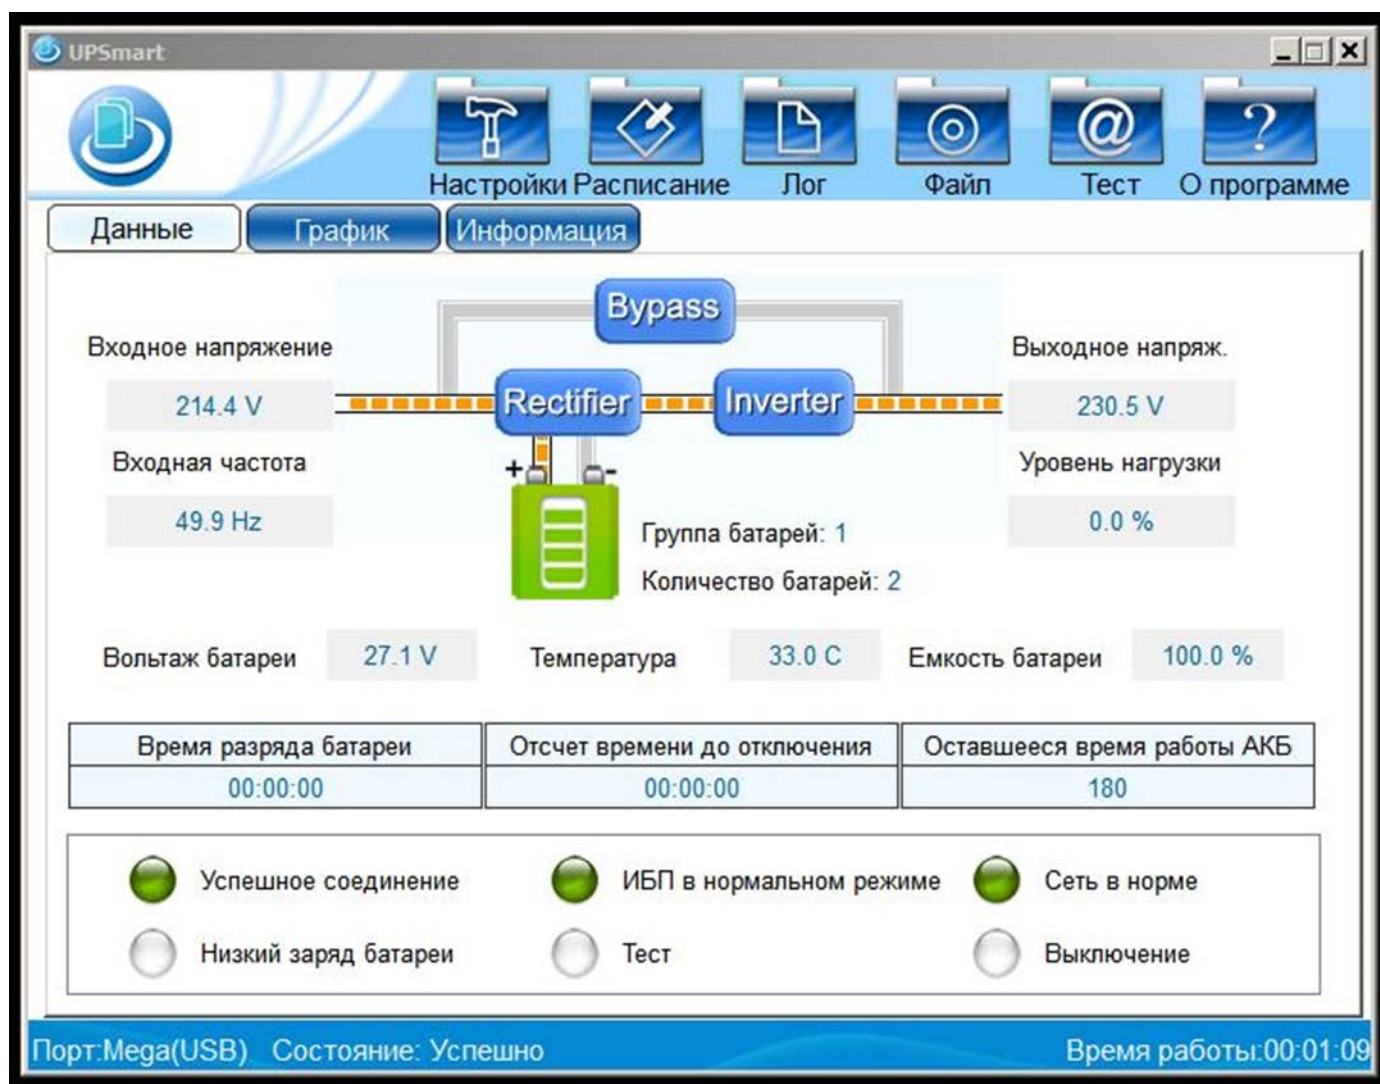 UPSmart
Настройки Расписание Лог Файл Тест О программе
Данные График Информация
Bypass
Входное напряжение Выходное напряж.
214.4 V Rectifier Inverter 230.5 V
Входная частота + - Уровень нагрузки
49.9 Hz 0.0 %
Группа батарей: 1
Количество батарей: 2
Вольтаж батареи 27.1 V Температура 33.0 C Емкость батареи 100.0 %
Время разряда батареи Отсчет времени до отключения Оставшееся время работы АКБ
00:00:00 00:00:00 180
Успешное соединение ИБП в нормальном режиме Сеть в норме
Низкий заряд батареи Тест Выключение
Порт:Mega(USB) Состояние: Успешно Время работы:00:01:09